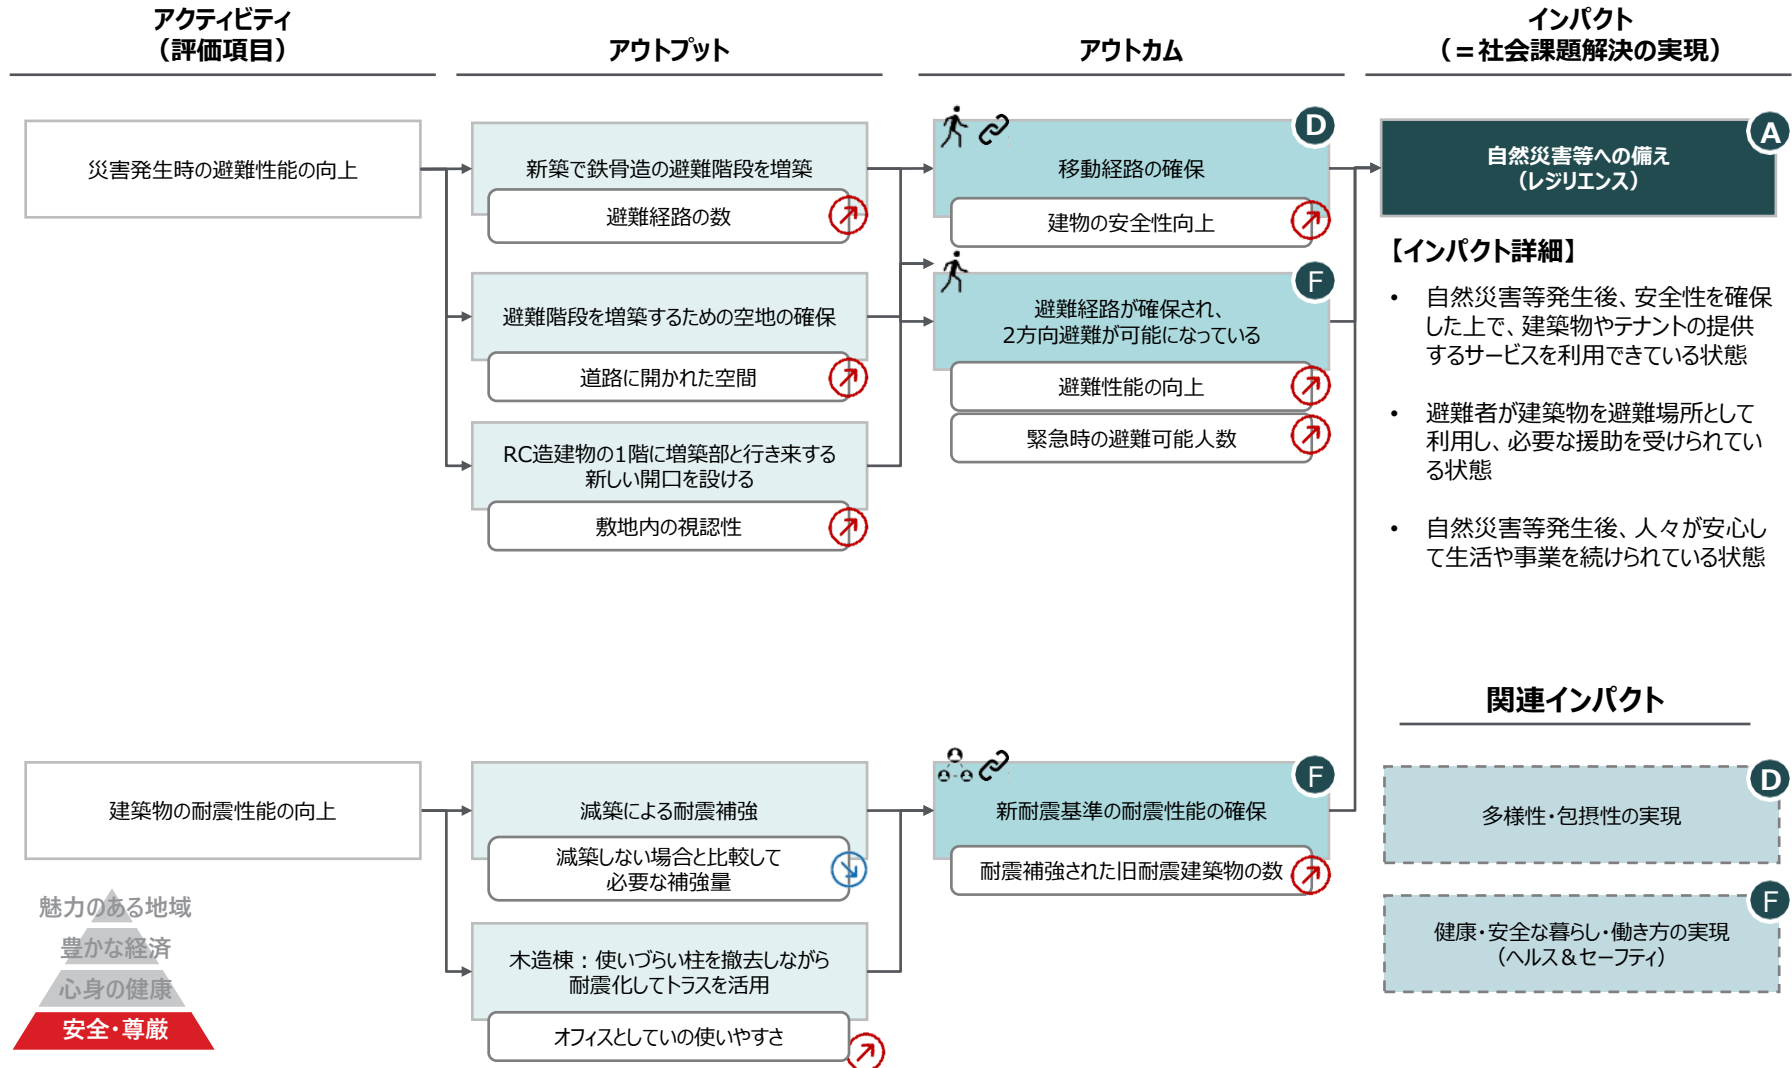 アクティビティ
（評価項目）
アウトプット
アウトカム
インパクト
（＝社会課題解決の実現）
災害発生時の避難性能の向上
新築で鉄骨造の避難階段を増築
避難経路の数
避難階段を増築するための空地の確保
道路に開かれた空間
RC造建物の1階に増築部と行き来する
新しい開口を設ける
敷地内の視認性
D
移動経路の確保
建物の安全性向上
F
避難経路が確保され、
2方向避難が可能になっている
避難性能の向上
緊急時の避難可能人数
A
自然災害等への備え
（レジリエンス）
【インパクト詳細】
• 自然災害等発生後、安全性を確保
した上で、建築物やテナントの提供
するサービスを利用できている状態
• 避難者が建築物を避難場所として
利用し、必要な援助を受けられてい
る状態
• 自然災害等発生後、人々が安心し
て生活や事業を続けられている状態
建築物の耐震性能の向上
減築による耐震補強
減築しない場合と比較して
必要な補強量
木造棟：使いづらい柱を撤去しながら
耐震化してトラスを活用
オフィスとしていの使いやすさ
F
新耐震基準の耐震性能の確保
耐震補強された旧耐震建築物の数
関連インパクト
D
多様性・包摂性の実現
F
健康・安全な暮らし・働き方の実現
（ヘルス＆セーフティ）
魅力のある地域
豊かな経済
心身の健康
安全・尊厳